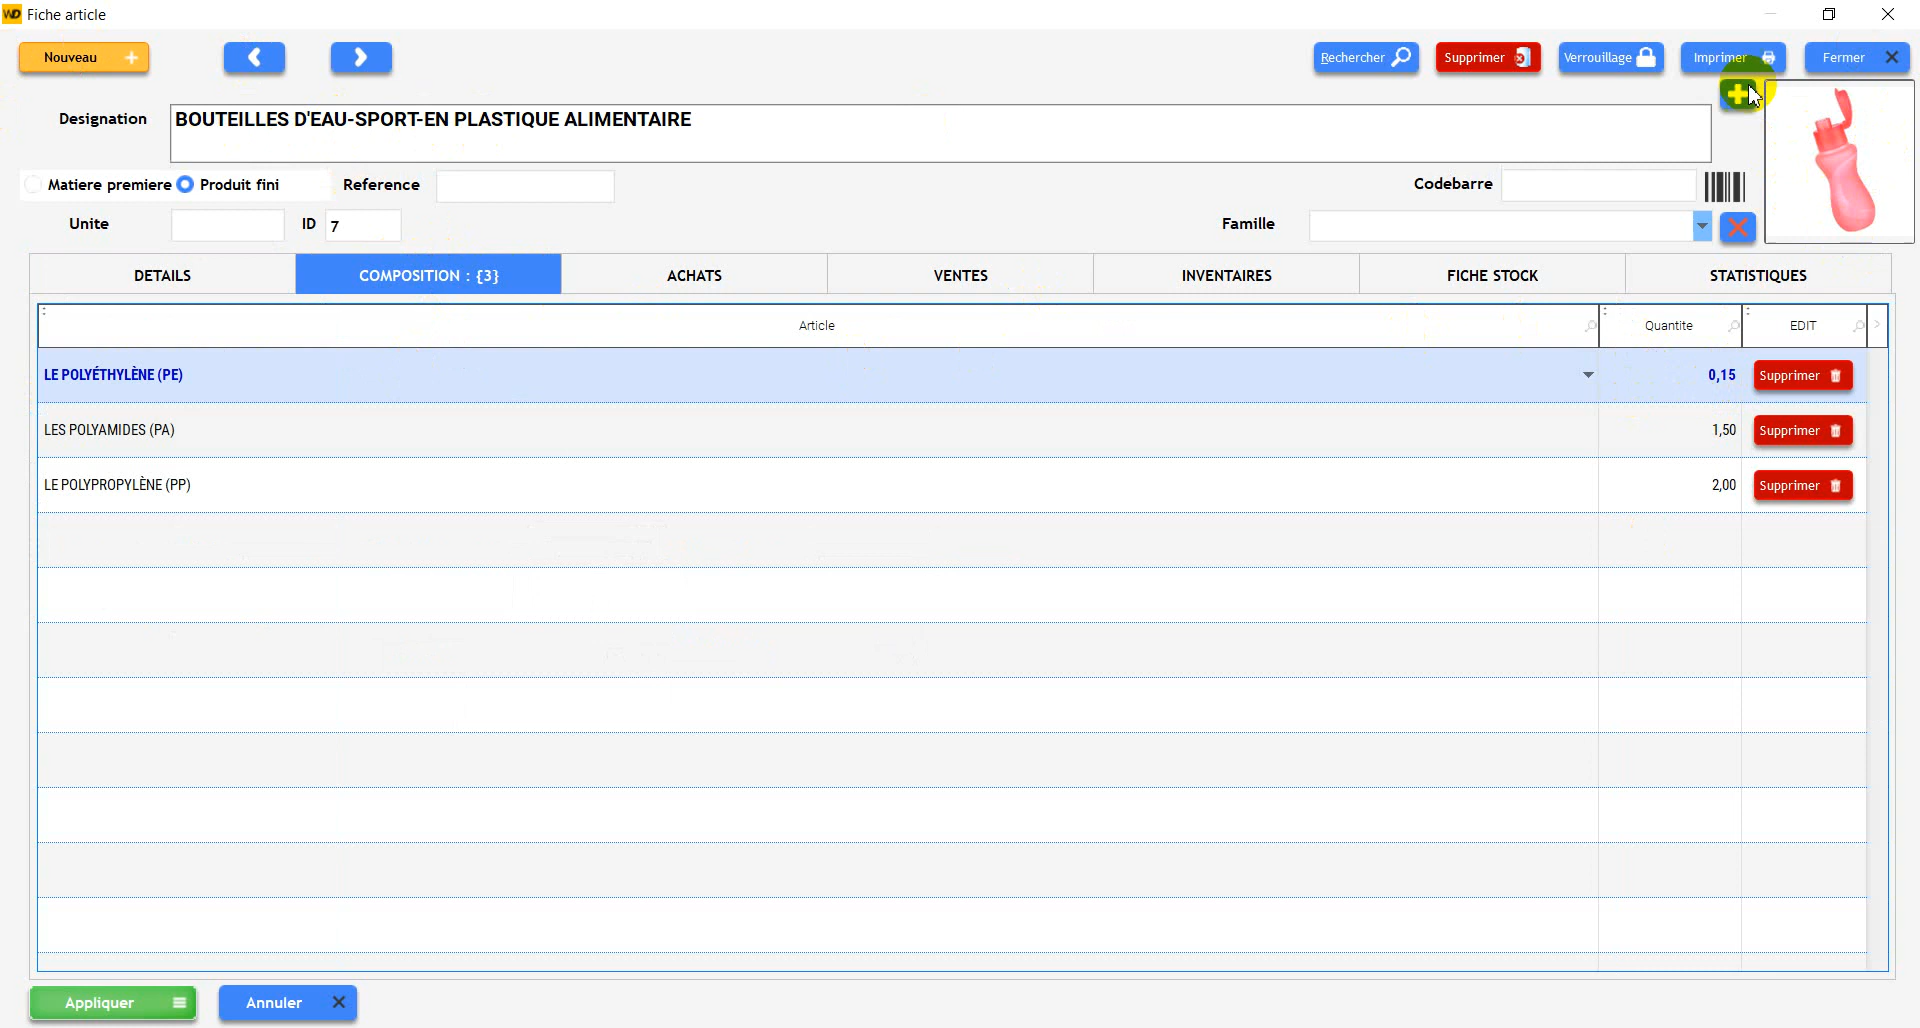 WD Fiche article
Nouveau
Rechercher Supprimer Verrouillage Imprimer Fermer
Designation BOUTEILLES D'EAU-SPORT-EN PLASTIQUE ALIMENTAIRE
Matiere premiere Produit fini Reference Codebarre
Unite ID 7 Famille
DETAILS COMPOSITION : {3} ACHATS VENTES INVENTAIRES FICHE STOCK STATISTIQUES
Article Quantite EDIT
LE POLYÉTHYLÈNE (PE) 0,15 Supprimer
LES POLYAMIDES (PA) 1,50 Supprimer
LE POLYPROPYLÈNE (PP) 2,00 Supprimer
Appliquer Annuler